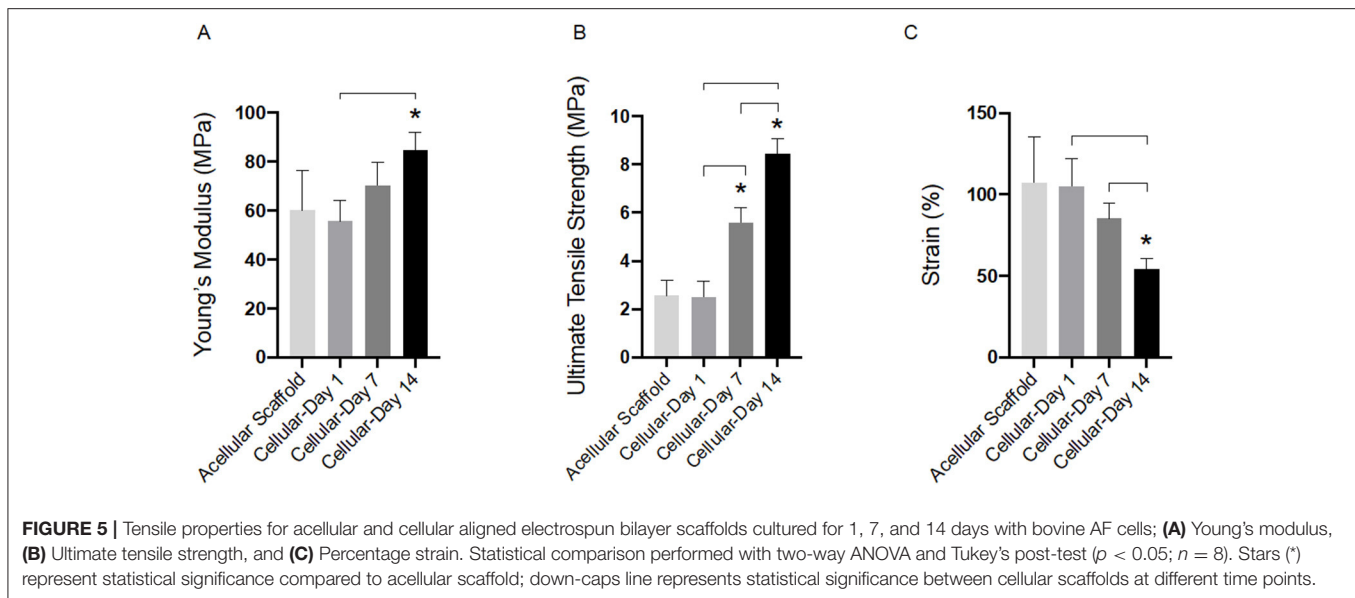 A
B
C
Young's Modulus (MPa)
100
80
60
40
20
0
*
Acellular Scaffold
Cellular-Day 1
Cellular-Day 7
Cellular-Day 14
Ultimate Tensile Strength (MPa)
10
8
6
4
2
0
*
*
Acellular Scaffold
Cellular-Day 1
Cellular-Day 7
Cellular-Day 14
Strain (%)
150
100
50
0
*
Acellular Scaffold
Cellular-Day 1
Cellular-Day 7
Cellular-Day 14
FIGURE 5 | Tensile properties for acellular and cellular aligned electrospun bilayer scaffolds cultured for 1, 7, and 14 days with bovine AF cells; (A) Young's modulus,
(B) Ultimate tensile strength, and (C) Percentage strain. Statistical comparison performed with two-way ANOVA and Tukey's post-test (p < 0.05; n = 8). Stars (*)
represent statistical significance compared to acellular scaffold; down-caps line represents statistical significance between cellular scaffolds at different time points.